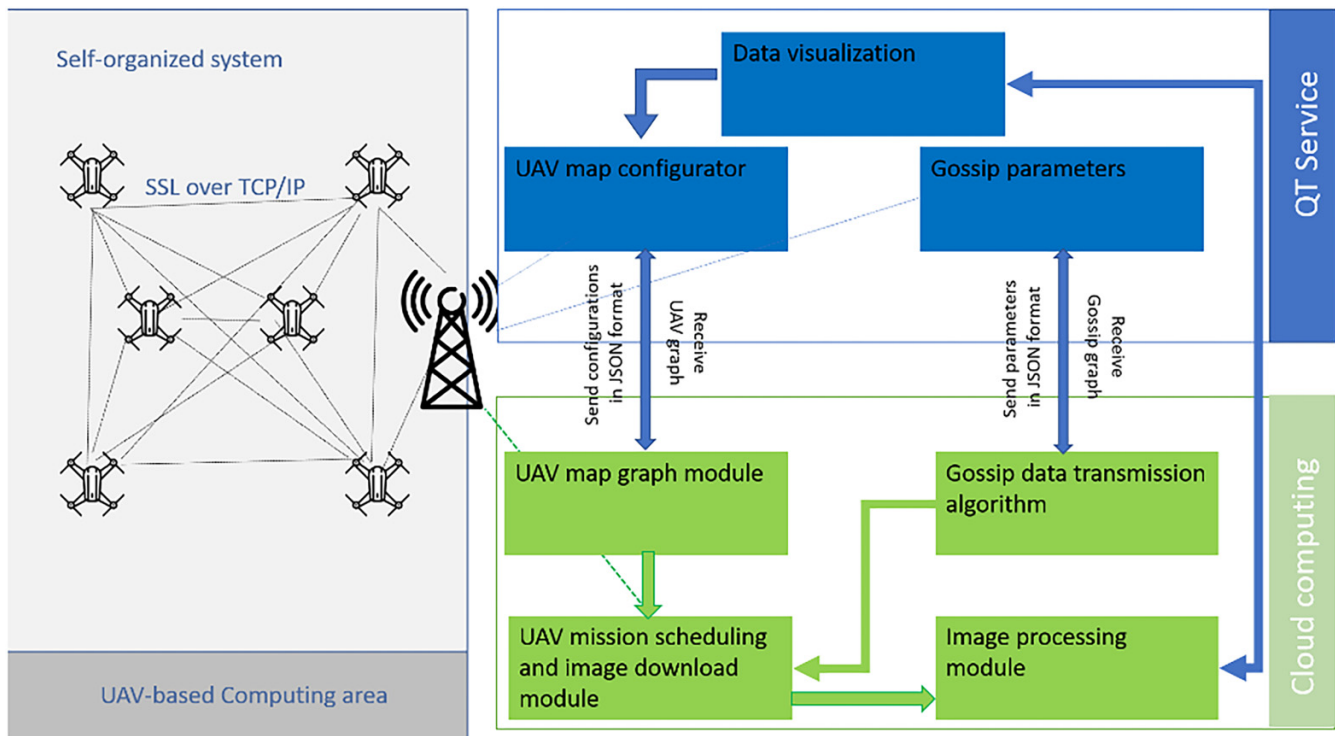 Self-organized system
SSL over TCP/IP
UAV-based Computing area
Data visualization
UAV map configurator
Gossip parameters
QT Service
Send configurations
in JSON format
Receive
UAV graph
Send parameters
in JSON format
Receive
Gossip graph
UAV map graph module
Gossip data transmission
algorithm
UAV mission scheduling
and image download
module
Image processing
module
Cloud computing